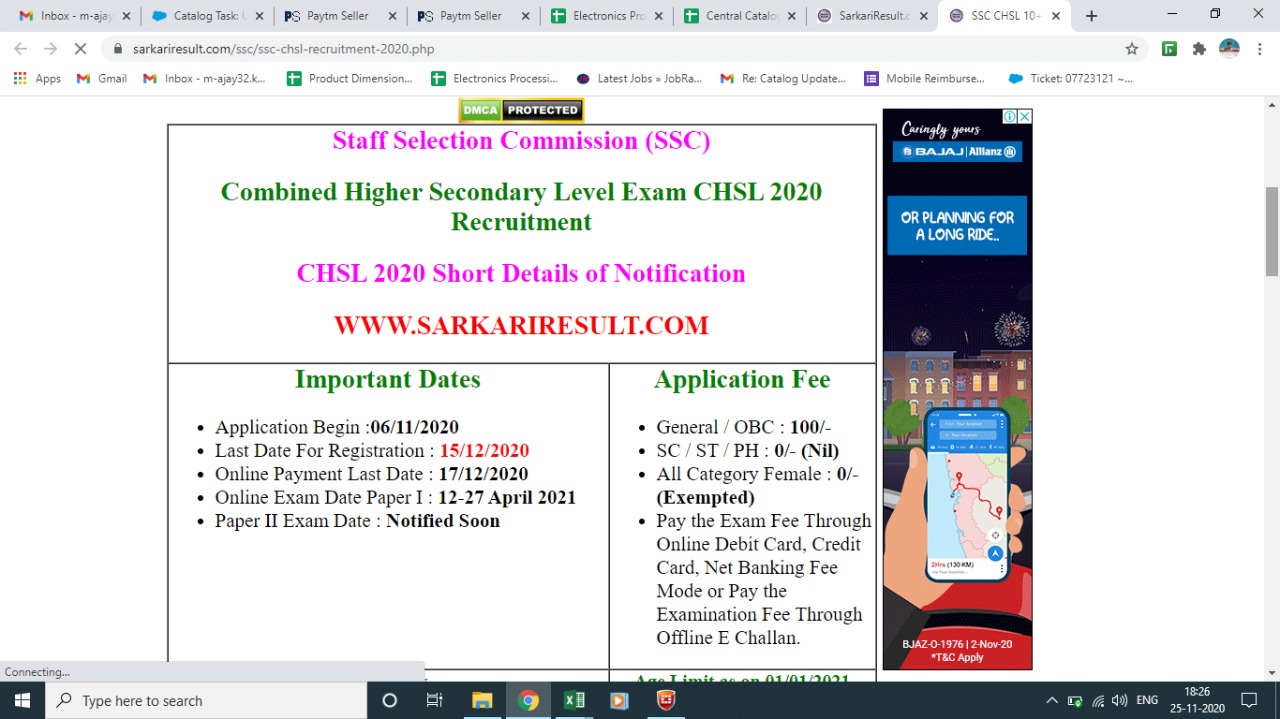 Inbox - m-ajay
Catalog Task: U
Paytm Seller
Paytm Seller
Electronics Pro
Central Catalo
SarkariResult.c
SSC CHSL 10+
sarkariresult.com/ssc/ssc-chsl-recruitment-2020.php
Apps
Gmail
Inbox - m-ajay32.k...
Product Dimension...
Electronics Processi...
Latest Jobs » JobRa...
Re: Catalog Update...
Mobile Reimburse...
Ticket: 07723121 ~...
DMCA PROTECTED
Staff Selection Commission (SSC)
Combined Higher Secondary Level Exam CHSL 2020
Recruitment
CHSL 2020 Short Details of Notification
WWW.SARKARIRESULT.COM
Important Dates
Application Begin :06/11/2020
Last Date For Registration : 15/12/2020
Online Payment Last Date : 17/12/2020
Online Exam Date Paper I : 12-27 April 2021
Paper II Exam Date : Notified Soon
Application Fee
General / OBC : 100/-
SC / ST / PH : 0/- (Nil)
All Category Female : 0/-
(Exempted)
Pay the Exam Fee Through
Online Debit Card, Credit
Card, Net Banking Fee
Mode or Pay the
Examination Fee Through
Offline E Challan.
Age Limit as on 01/01/2021
Caringly yours
BAJAJ Allianz
OR PLANNING FOR
A LONG RIDE..
2Hrs (130 KM)
BJAZ-O-1976 | 2-Nov-20
*T&C Apply
Connecting...
Type here to search
ENG
18:26
25-11-2020